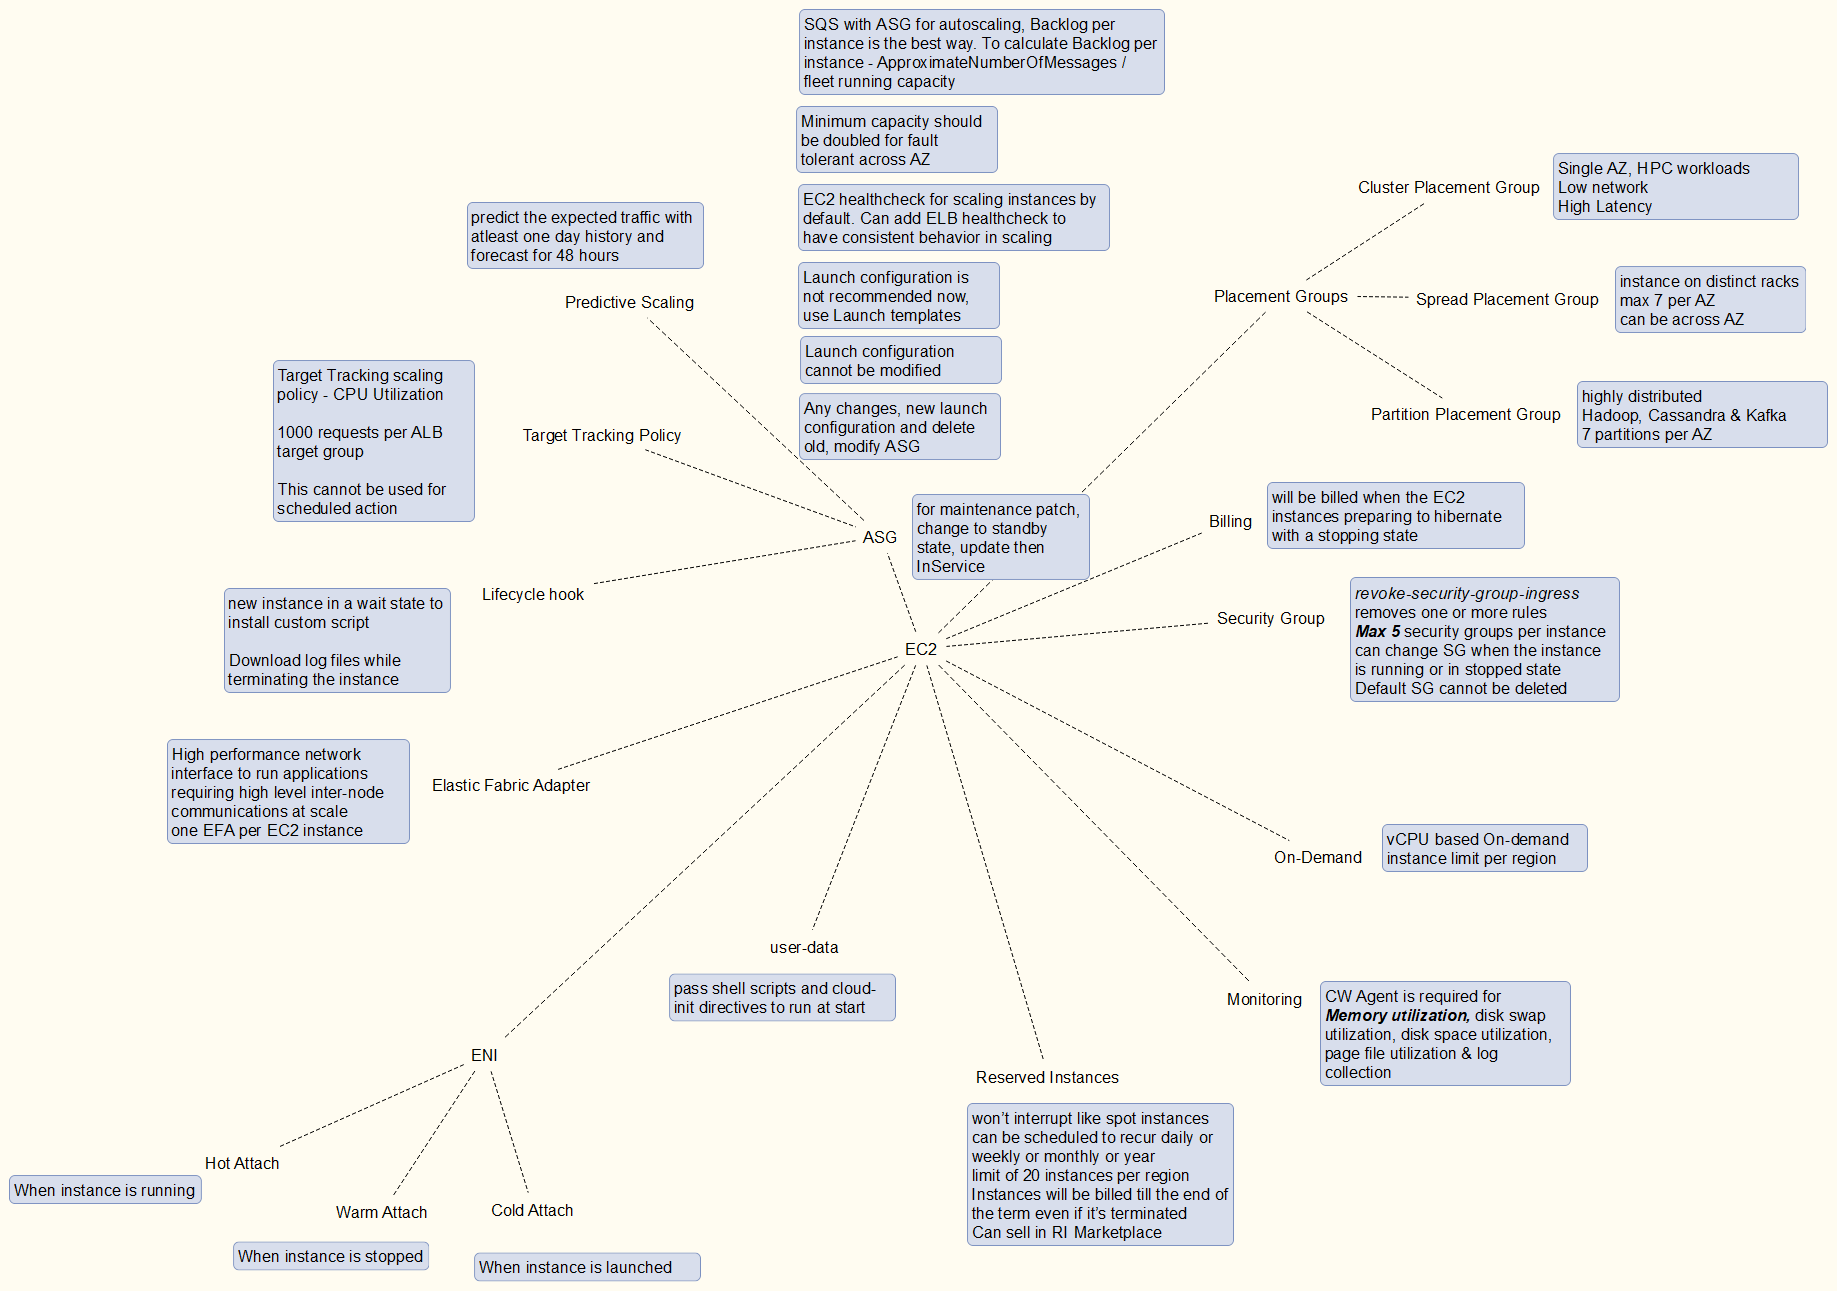 SQS with ASG for autoscaling, Backlog per
instance is the best way. To calculate Backlog per
instance - ApproximateNumberOfMessages /
fleet running capacity
Minimum capacity should
be doubled for fault
tolerant across AZ
EC2 healthcheck for scaling instances by
default. Can add ELB healthcheck to
have consistent behavior in scaling
Launch configuration is
not recommended now,
use Launch templates
Launch configuration
cannot be modified
Any changes, new launch
configuration and delete
old, modify ASG
for maintenance patch,
change to standby
state, update then
InService
predict the expected traffic with
atleast one day history and
forecast for 48 hours
Predictive Scaling
Target Tracking scaling
policy - CPU Utilization
1000 requests per ALB
target group
This cannot be used for
scheduled action
Target Tracking Policy
ASG
Lifecycle hook
new instance in a wait state to
install custom script
Download log files while
terminating the instance
Cluster Placement Group
Single AZ, HPC workloads
Low network
High Latency
Placement Groups
Spread Placement Group
instance on distinct racks
max 7 per AZ
can be across AZ
Partition Placement Group
highly distributed
Hadoop, Cassandra & Kafka
7 partitions per AZ
Billing
will be billed when the EC2
instances preparing to hibernate
with a stopping state
Security Group
revoke-security-group-ingress
removes one or more rules
Max 5 security groups per instance
can change SG when the instance
is running or in stopped state
Default SG cannot be deleted
EC2
High performance network
interface to run applications
requiring high level inter-node
communications at scale
one EFA per EC2 instance
Elastic Fabric Adapter
On-Demand
vCPU based On-demand
instance limit per region
user-data
pass shell scripts and cloud-
init directives to run at start
Monitoring
CW Agent is required for
Memory utilization, disk swap
utilization, disk space utilization,
page file utilization & log
collection
ENI
Reserved Instances
won't interrupt like spot instances
can be scheduled to recur daily or
weekly or monthly or year
limit of 20 instances per region
Instances will be billed till the end of
the term even if it's terminated
Can sell in RI Marketplace
Hot Attach
When instance is running
Warm Attach
When instance is stopped
Cold Attach
When instance is launched